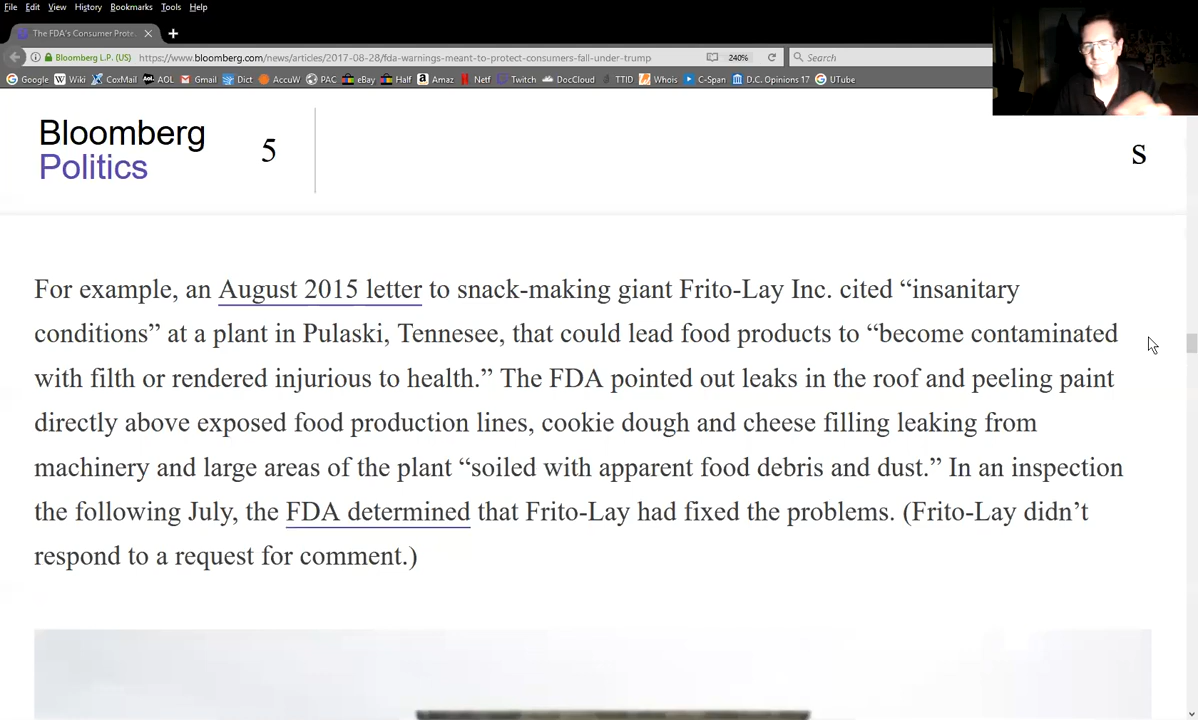 File Edit View History Bookmarks Tools Help
The FDA's Consumer Prote
Bloomberg L.P. (US) https://www.bloomberg.com/news/articles/2017-08-28/fda-warnings-meant-to-protect-consumers-fall-under-trump 240% Search
Google Wiki CoxMail AOL Gmail Dict AccuW PAC eBay Half Amaz Netf Twitch DocCloud TTID Whois C-Span D.C. Opinions 17 UTube
Bloomberg
Politics
5
s
For example, an August 2015 letter to snack-making giant Frito-Lay Inc. cited “insanitary
conditions” at a plant in Pulaski, Tennesee, that could lead food products to “become contaminated
with filth or rendered injurious to health.” The FDA pointed out leaks in the roof and peeling paint
directly above exposed food production lines, cookie dough and cheese filling leaking from
machinery and large areas of the plant “soiled with apparent food debris and dust.” In an inspection
the following July, the FDA determined that Frito-Lay had fixed the problems. (Frito-Lay didn’t
respond to a request for comment.)